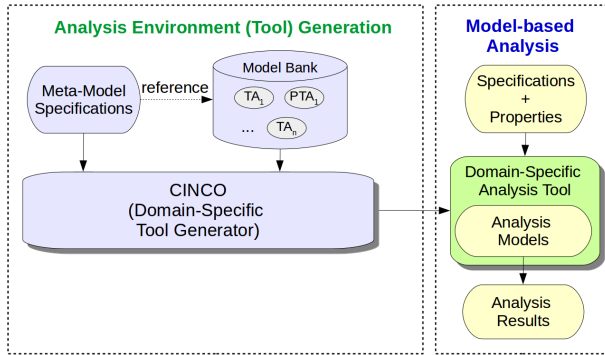 Analysis Environment (Tool) Generation
Meta-Model
Specifications
reference
Model Bank
TA1
PTA1
...
TAn
CINCO
(Domain-Specific
Tool Generator)
Model-based
Analysis
Specifications
+
Properties
Domain-Specific
Analysis Tool
Analysis
Models
Analysis
Results